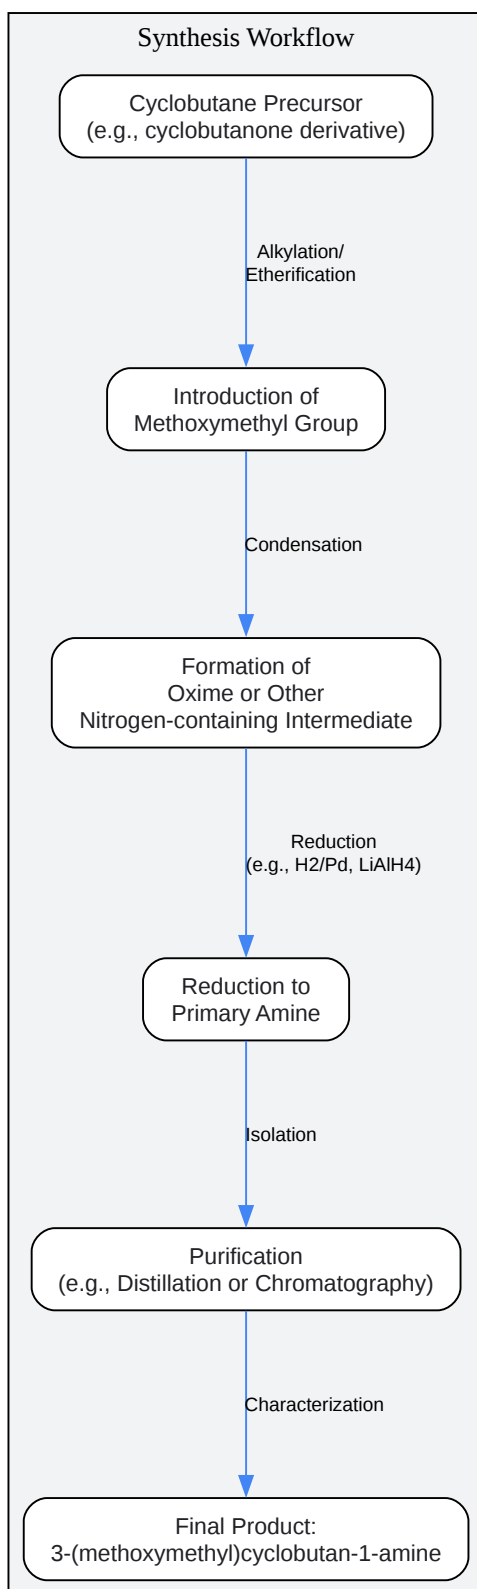 Synthesis Workflow
Cyclobutane Precursor
(e.g., cyclobutanone derivative)
Alkylation/
Etherification
Introduction of
Methoxymethyl Group
Condensation
Formation of
Oxime or Other
Nitrogen-containing Intermediate
Reduction
(e.g., H2/Pd, LiAlH4)
Reduction to
Primary Amine
Isolation
Purification
(e.g., Distillation or Chromatography)
Characterization
Final Product:
3-(methoxymethyl)cyclobutan-1-amine